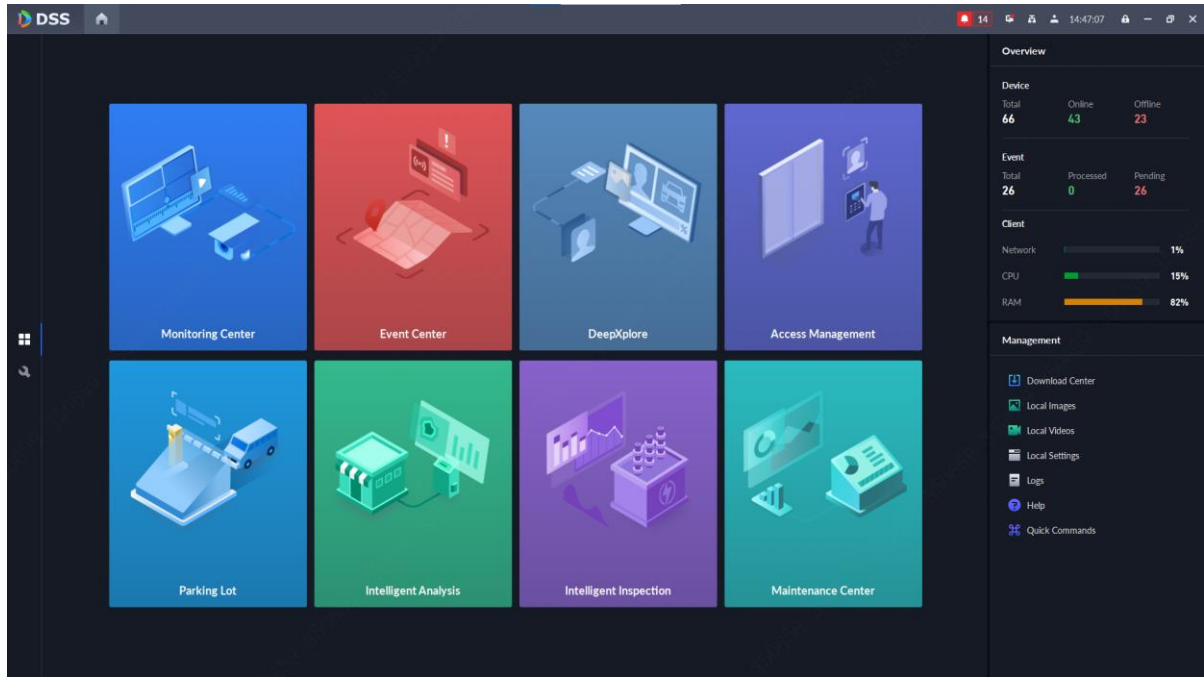 DSS
14
14:47:07
Monitoring Center
Event Center
DeepXplore
Access Management
Parking Lot
Intelligent Analysis
Intelligent Inspection
Maintenance Center
Overview
Device
Total Online Offline
66 43 23
Event
Total Processed Pending
26 0 26
Client
Network 1%
CPU 15%
RAM 82%
Management
Download Center
Local Images
Local Videos
Local Settings
Logs
Help
Quick Commands